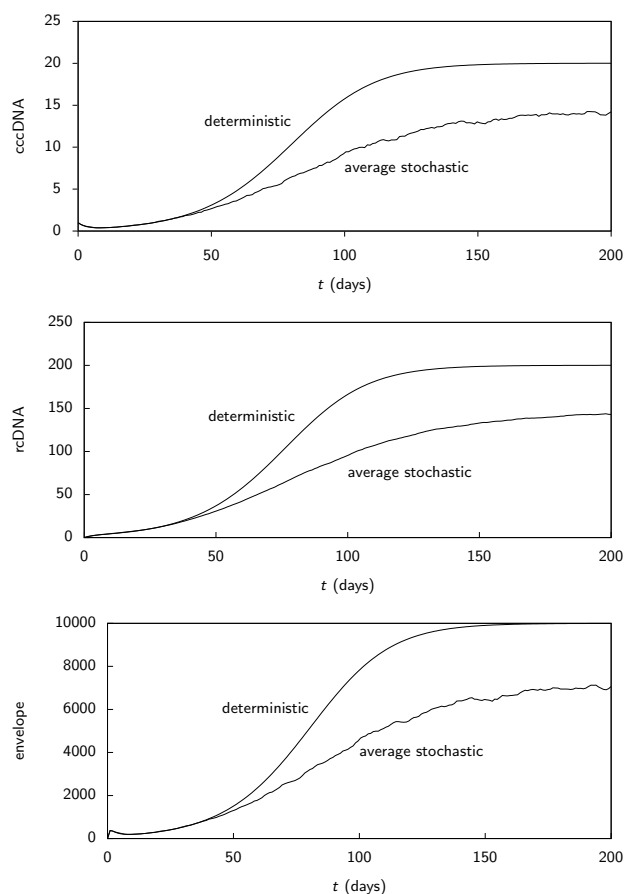 25
20
15
10
5
0
cccDNA
deterministic
average stochastic
0 50 100 150 200
t (days)
250
200
150
100
50
0
rcDNA
deterministic
average stochastic
0 50 100 150 200
t (days)
10000
8000
6000
4000
2000
0
envelope
deterministic
average stochastic
0 50 100 150 200
t (days)